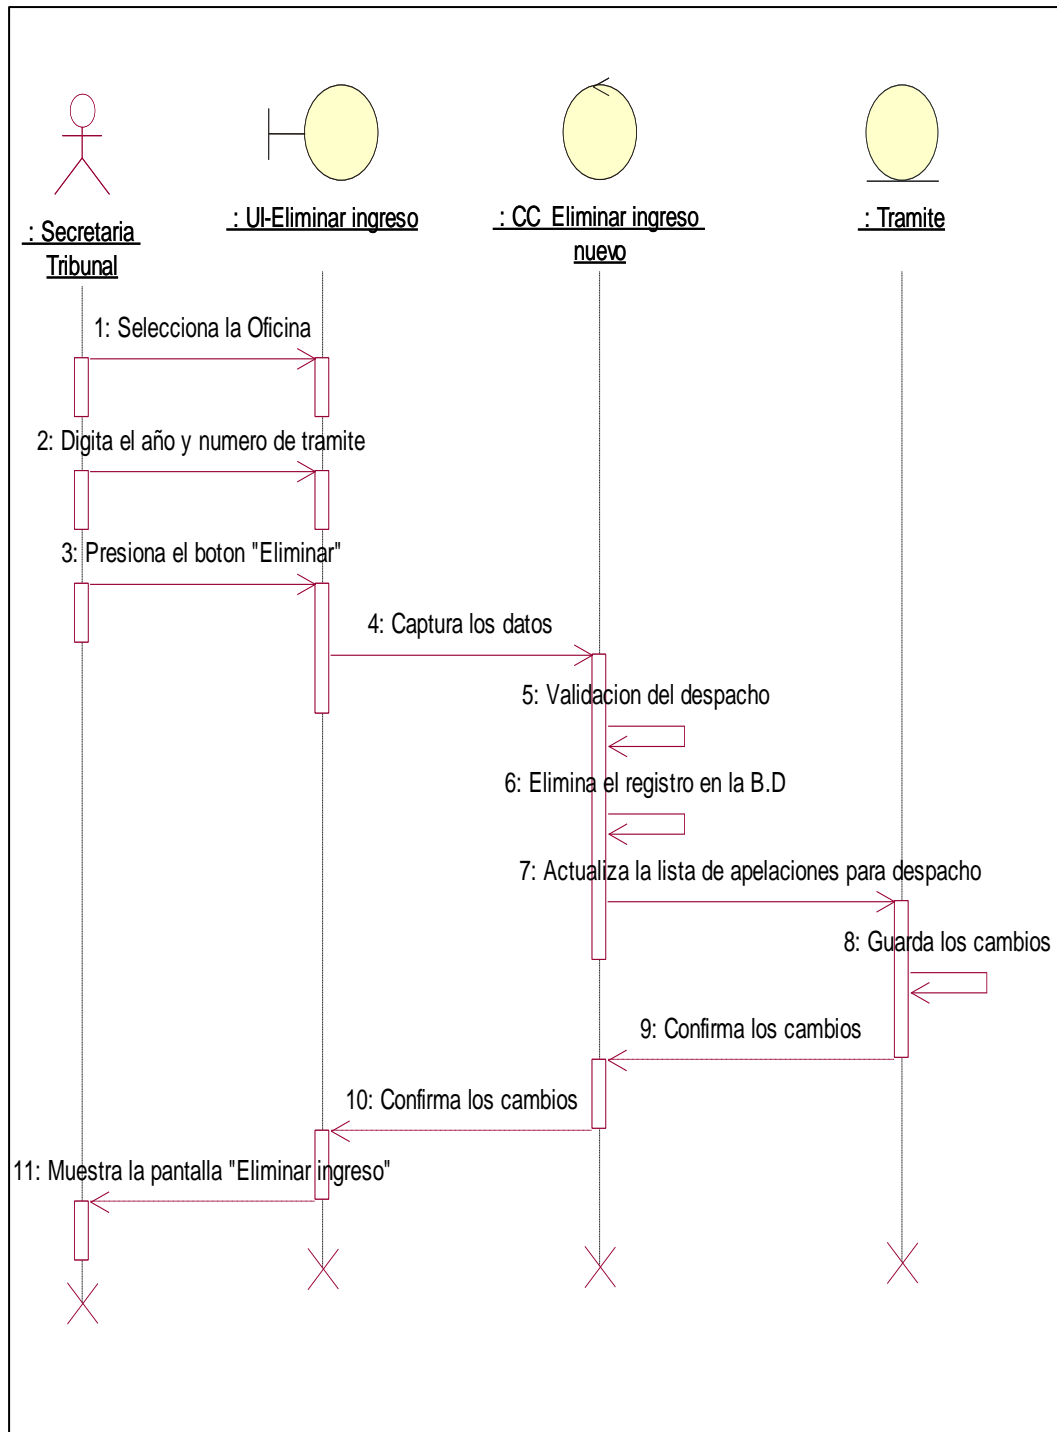 : Secretaria
Tribunal
: UI-Eliminar ingreso
: CC_Eliminar ingreso
nuevo
: Tramite
1: Selecciona la Oficina
2: Digita el año y numero de tramite
3: Presiona el boton "Eliminar"
4: Captura los datos
5: Validacion del despacho
6: Elimina el registro en la B.D
7: Actualiza la lista de apelaciones para despacho
8: Guarda los cambios
9: Confirma los cambios
10: Confirma los cambios
11: Muestra la pantalla "Eliminar ingreso"